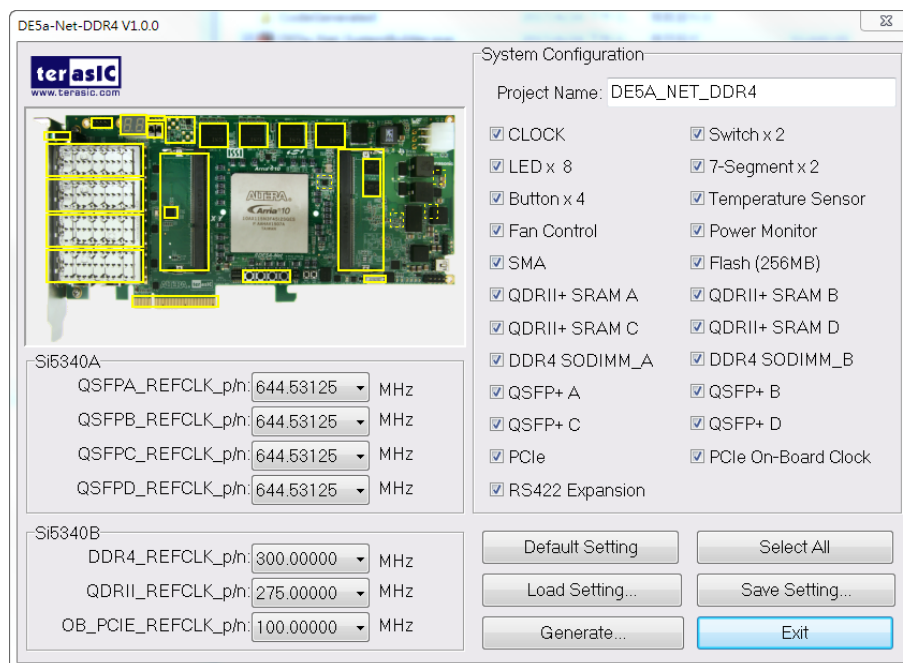 DE5a-Net-DDR4 V1.0.0
terasIC
www.terasic.com
ALTERA
Arria 10
Si5340A
QSFPA_REFCLK_p/n: 644.53125 MHz
QSFPB_REFCLK_p/n: 644.53125 MHz
QSFPC_REFCLK_p/n: 644.53125 MHz
QSFPD_REFCLK_p/n: 644.53125 MHz
Si5340B
DDR4_REFCLK_p/n: 300.00000 MHz
QDRII_REFCLK_p/n: 275.00000 MHz
OB_PCIE_REFCLK_p/n: 100.00000 MHz
System Configuration
Project Name: DE5A_NET_DDR4
CLOCK Switch x 2
LED x 8 7-Segment x 2
Button x 4 Temperature Sensor
Fan Control Power Monitor
SMA Flash (256MB)
QDRII+ SRAM A QDRII+ SRAM B
QDRII+ SRAM C QDRII+ SRAM D
DDR4 SODIMM_A DDR4 SODIMM_B
QSFP+ A QSFP+ B
QSFP+ C QSFP+ D
PCIe PCIe On-Board Clock
RS422 Expansion
Default Setting Select All
Load Setting... Save Setting...
Generate... Exit